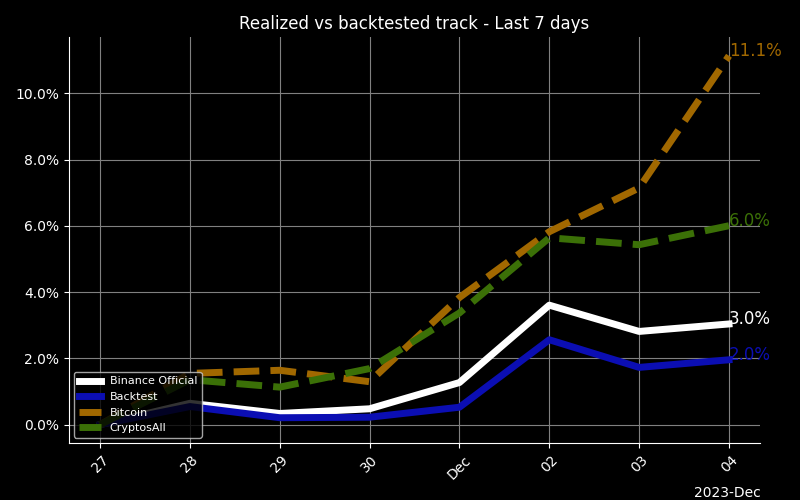 Realized vs backtested track - Last 7 days
11.1%
10.0%
8.0%
6.0%
6.0%
4.0%
3.0%
2.0%
2.0%
0.0%
Binance Official
Backtest
Bitcoin
CryptosAll
27
28
29
30
Dec
02
03
04
2023-Dec